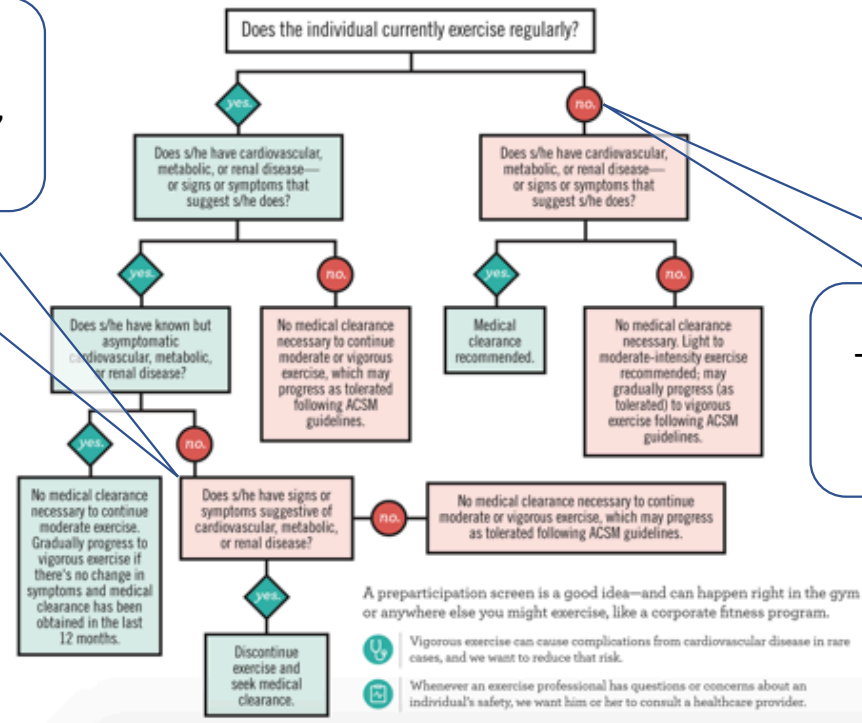 Does the individual currently exercise regularly?
yes.
no.
Does s/he have cardiovascular,
metabolic, or renal disease—
or signs or symptoms that
suggest s/he does?
Does s/he have cardiovascular,
metabolic, or renal disease—
or signs or symptoms that
suggest s/he does?
yes.
no.
yes.
no.
Does s/he have known but
asymptomatic
cardiovascular, metabolic,
or renal disease?
No medical clearance
necessary to continue
moderate or vigorous
exercise, which may
progress as tolerated
following ACSM
guidelines.
Medical
clearance
recommended.
No medical clearance
necessary. Light to
moderate-intensity exercise
recommended; may
gradually progress (as
tolerated) to vigorous
exercise following ACSM
guidelines.
yes.
no.
No medical clearance
necessary to continue
moderate exercise.
Gradually progress to
vigorous exercise if
there's no change in
symptoms and medical
clearance has been
obtained in the last
12 months.
Does s/he have signs or
symptoms suggestive of
cardiovascular, metabolic,
or renal disease?
no.
No medical clearance necessary to continue
moderate or vigorous exercise, which may progress
as tolerated following ACSM guidelines.
yes.
Discontinue
exercise and
seek medical
clearance.
A preparticipation screen is a good idea—and can happen right in the gym
or anywhere else you might exercise, like a corporate fitness program.
Vigorous exercise can cause complications from cardiovascular disease in rare
cases, and we want to reduce that risk.
Whenever an exercise professional has questions or concerns about an
individual's safety, we want him or her to consult a healthcare provider.